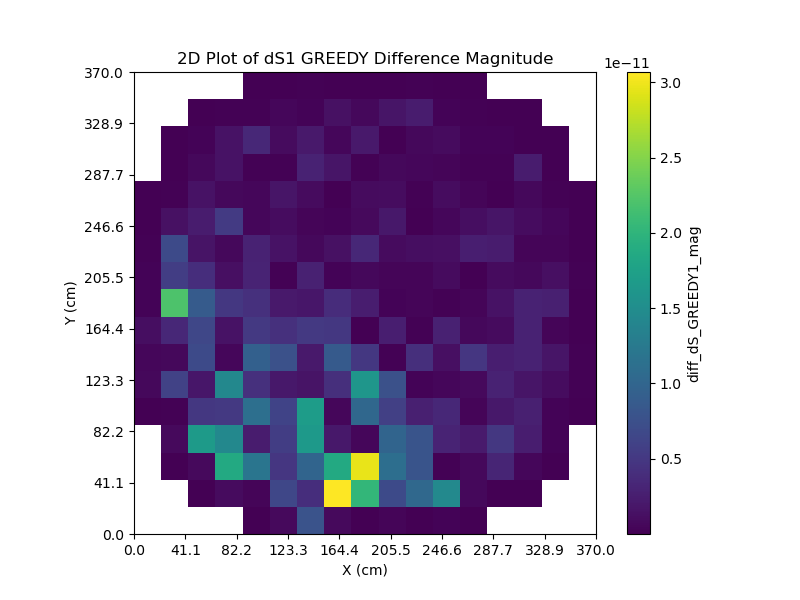 2D Plot of dS1 GREEDY Difference Magnitude
1e−11
370.0
328.9
287.7
246.6
205.5
164.4
123.3
82.2
41.1
0.0
Y (cm)
0.0 41.1 82.2 123.3 164.4 205.5 246.6 287.7 328.9 370.0
X (cm)
3.0
2.5
2.0
1.5
1.0
0.5
diff_dS_GREEDY1_mag